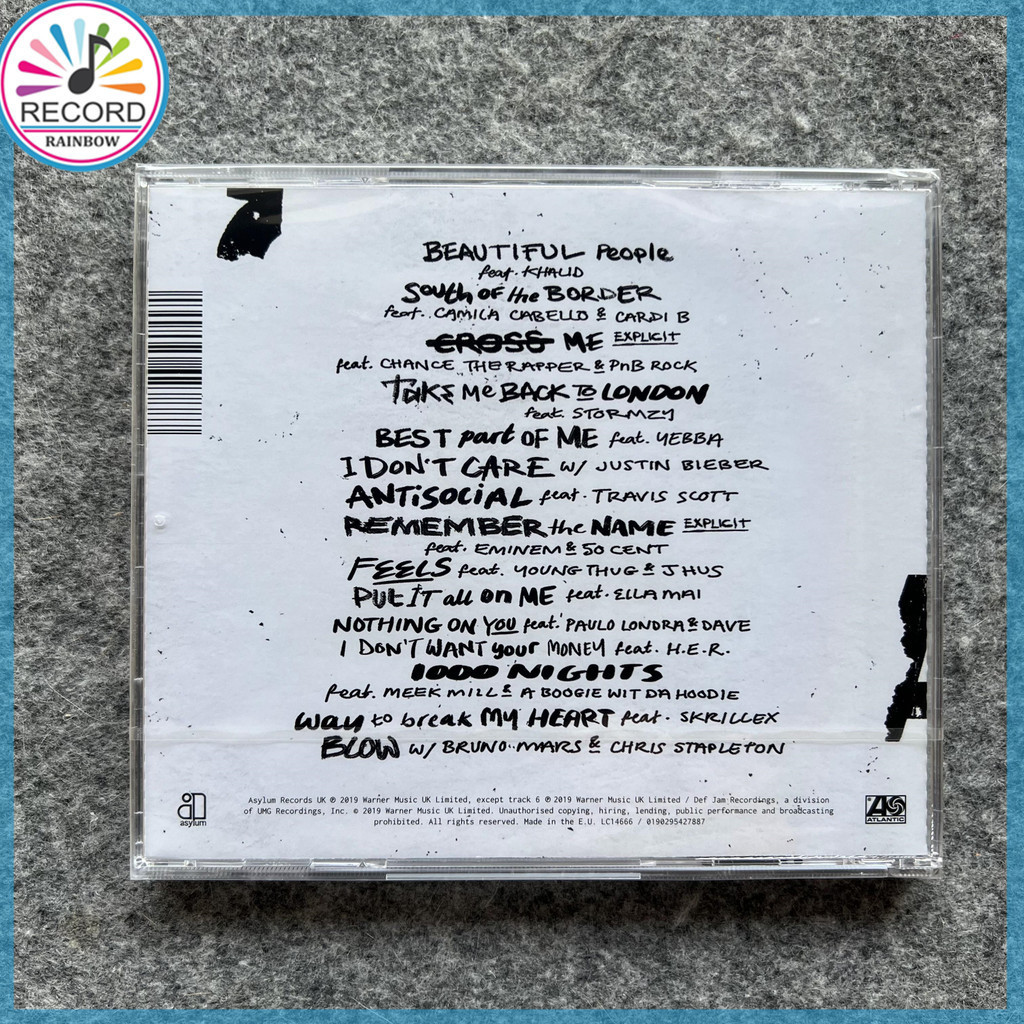 RECORD
RAINBOW
BEAUTIFUL People
feat. KHALID
South OF the BORDER
feat. CAMILA CABELLO & CARDI B
CROSS ME EXPLICIT
feat. CHANCE THE RAPPER & PnB ROCK
TAKE Me BACK TO LONDON
feat. STORMZY
BEST part OF ME feat. YEBBA
I DON'T CARE w/ JUSTIN BIEBER
ANTiSOCiAL feat. TRAVIS SCOTT
REMEMBER the NAME EXPLICIT
feat. EMINEM & 50 CENT
FEELS feat. YOUNG THUG & J HUS
PUT IT all on ME feat. ELLA MAI
NOTHING ON YOU feat. PAULO LONDRA & DAVE
I DON'T WANT your MONEY feat. H.E.R.
1000 NIGHTS
feat. MEEK MILL & A BOOGIE WIT DA HOODIE
way to break MY HEART feat. SKRILLEX
BLOW w/ BRUNO MARS & CHRIS STAPLETON
Asylum Records UK ℗ 2019 Warner Music UK Limited, except track 6 ℗ 2019 Warner Music UK Limited / Def Jam Recordings, a division
of UMG Recordings, Inc. © 2019 Warner Music UK Limited. Unauthorised copying, hiring, lending, public performance and broadcasting
prohibited. All rights reserved. Made in the E.U. LC14666 / 0190295427887
asylum
ATLANTIC